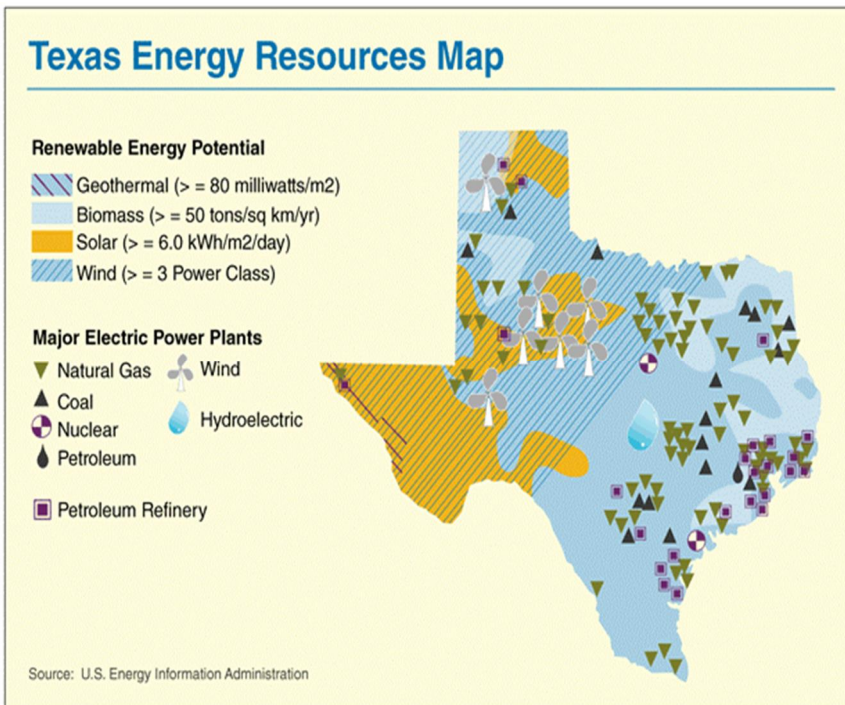 Texas Energy Resources Map
Renewable Energy Potential
Geothermal (> = 80 milliwatts/m2)
Biomass (> = 50 tons/sq km/yr)
Solar (> = 6.0 kWh/m2/day)
Wind (> = 3 Power Class)
Major Electric Power Plants
Natural Gas
Wind
Coal
Nuclear
Hydroelectric
Petroleum
Petroleum Refinery
Source: U.S. Energy Information Administration